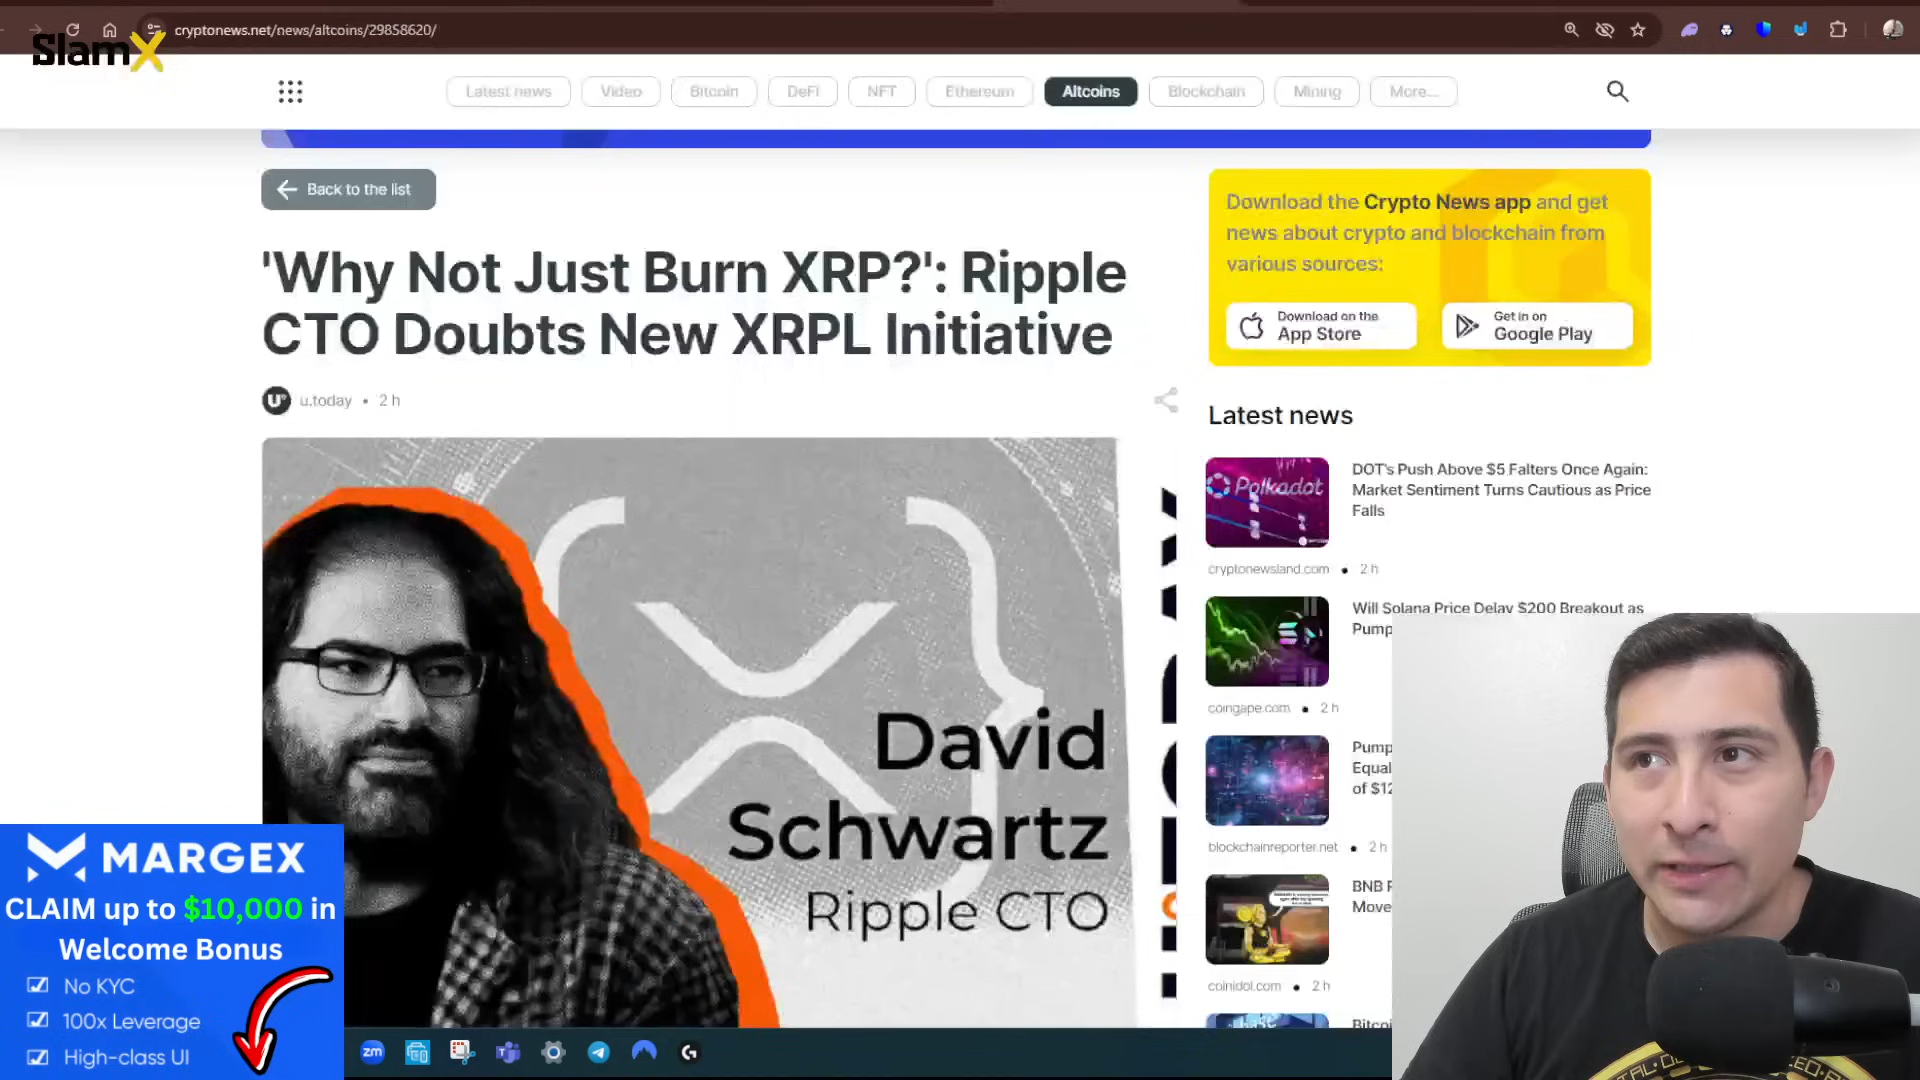 cryptonews.net/news/altcoins/29858620/
SlamX
Latest news
Video
Bitcoin
DeFi
NFT
Ethereum
Altcoins
Blockchain
Mining
More...
Back to the list
'Why Not Just Burn XRP?': Ripple
CTO Doubts New XRPL Initiative
u.today • 2 h
David
Schwartz
Ripple CTO
Download the Crypto News app and get
news about crypto and blockchain from
various sources:
Download on the
App Store
Get in on
Google Play
Latest news
Polkadot
DOT's Push Above $5 Falters Once Again:
Market Sentiment Turns Cautious as Price
Falls
cryptonewsland.com • 2 h
Will Solana Price Delay $200 Breakout as
Pump
coingape.com • 2 h
Pump
Equal
of $12
blockchainreporter.net • 2 h
BNB
Move
coinidol.com • 2 h
Bitcoi
MARGEX
CLAIM up to $10,000 in
Welcome Bonus
No KYC
100x Leverage
High-class UI
zm